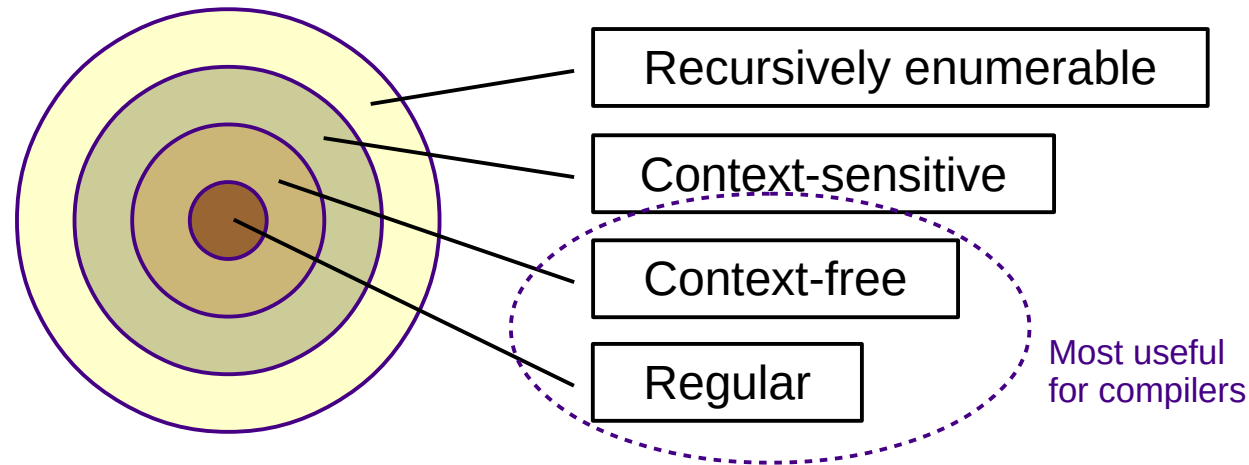 Recursively enumerable
Context-sensitive
Context-free
Regular
Most useful
for compilers